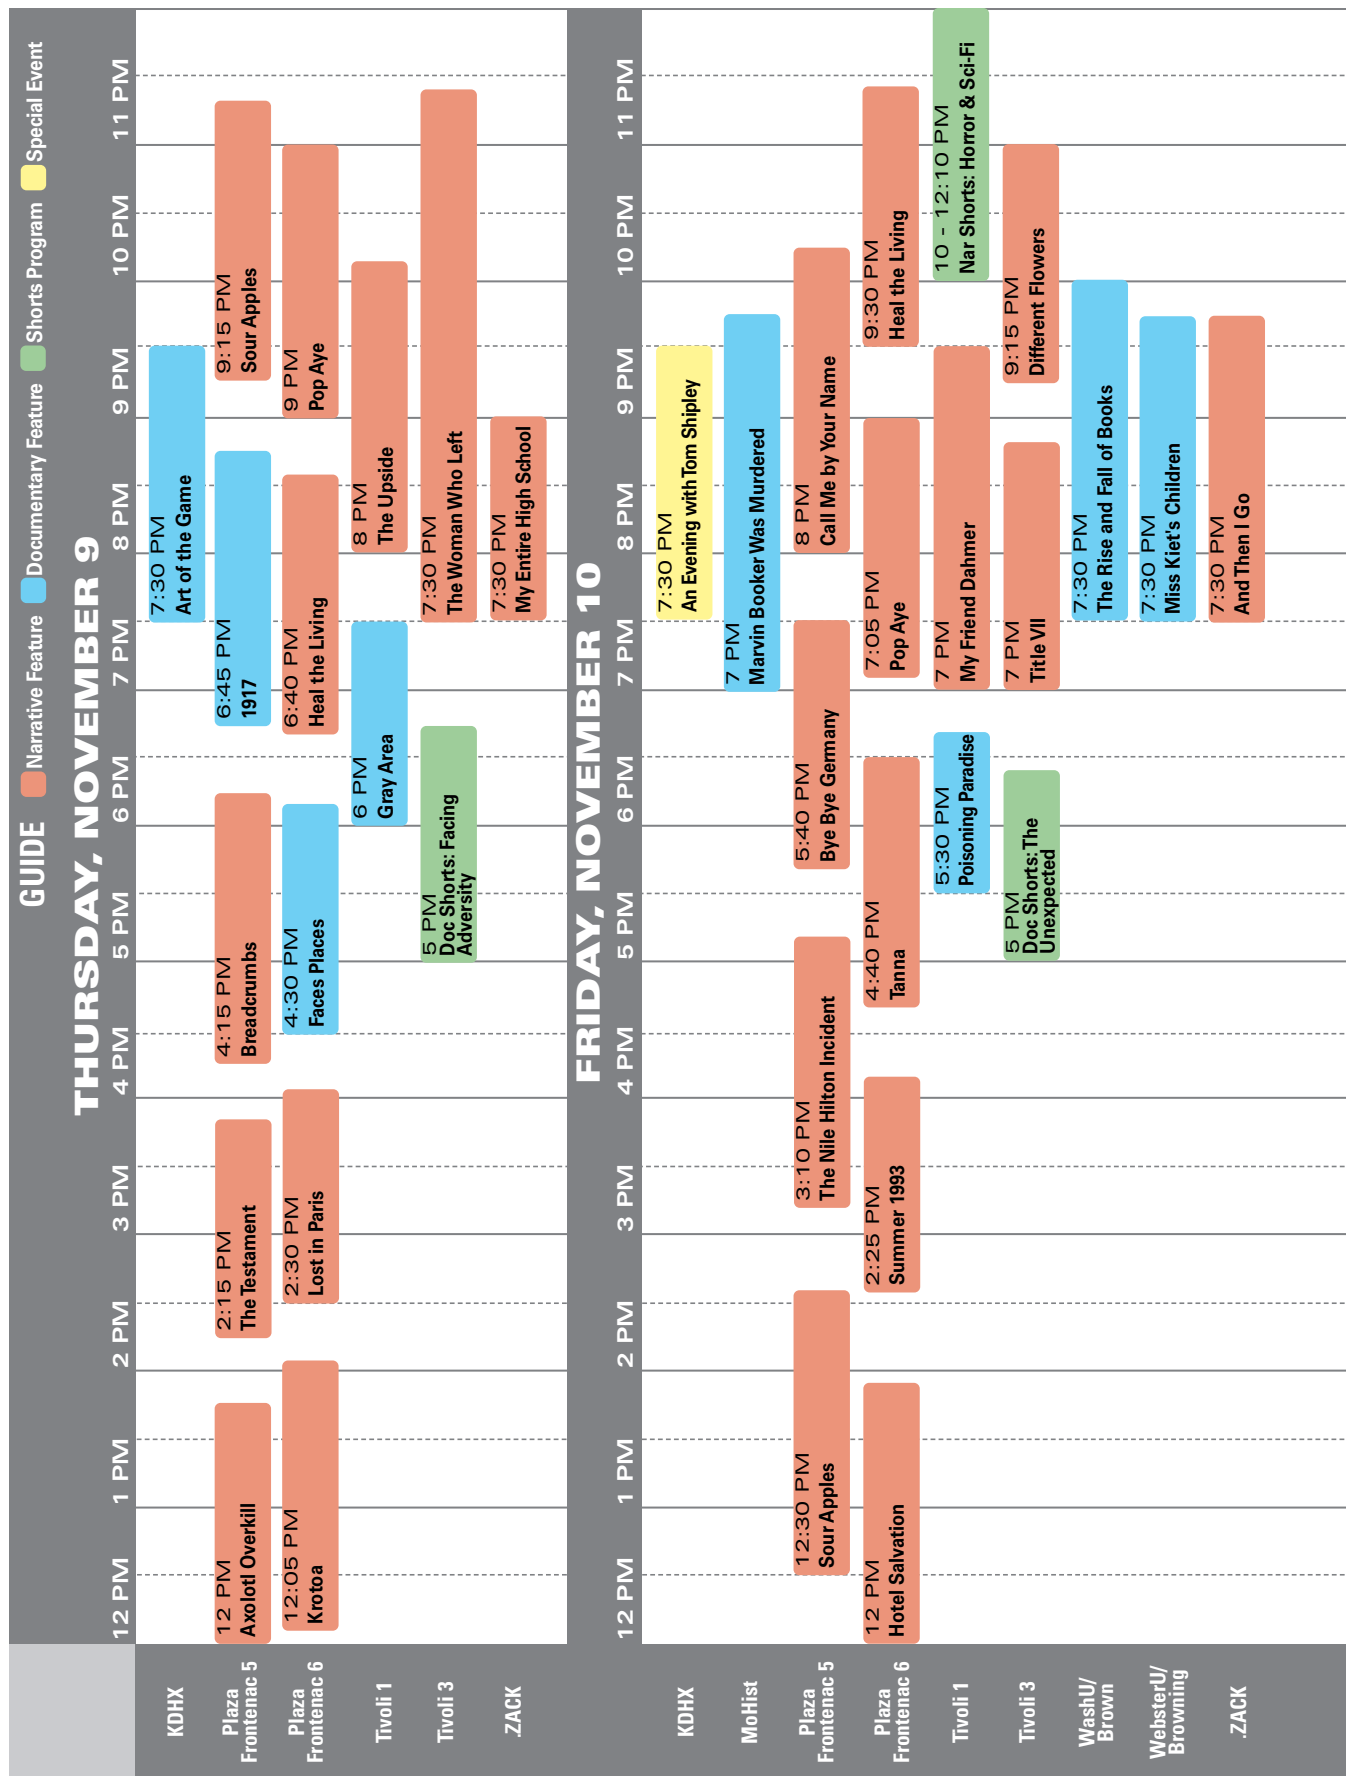 GUIDE
Narrative Feature
Documentary Feature
Shorts Program
Special Event
THURSDAY, NOVEMBER 9
12 PM
1 PM
2 PM
3 PM
4 PM
5 PM
6 PM
7 PM
8 PM
9 PM
10 PM
11 PM
KDHX
7:30 PM
Art of the Game
Plaza
Frontenac 5
12 PM
Axolotl Overkill
2:15 PM
The Testament
4:15 PM
Breadcrumbs
6:45 PM
1917
9:15 PM
Sour Apples
Plaza
Frontenac 6
12:05 PM
Krotoa
2:30 PM
Lost in Paris
4:30 PM
Faces Places
6:40 PM
Heal the Living
9 PM
Pop Aye
Tivoli 1
6 PM
Gray Area
8 PM
The Upside
Tivoli 3
5 PM
Doc Shorts: Facing
Adversity
7:30 PM
The Woman Who Left
.ZACK
7:30 PM
My Entire High School
FRIDAY, NOVEMBER 10
12 PM
1 PM
2 PM
3 PM
4 PM
5 PM
6 PM
7 PM
8 PM
9 PM
10 PM
11 PM
KDHX
7:30 PM
An Evening with Tom Shipley
MoHist
7 PM
Marvin Booker Was Murdered
Plaza
Frontenac 5
12:30 PM
Sour Apples
3:10 PM
The Nile Hilton Incident
5:40 PM
Bye Bye Germany
8 PM
Call Me by Your Name
Plaza
Frontenac 6
12 PM
Hotel Salvation
2:25 PM
Summer 1993
4:40 PM
Tanna
7:05 PM
Pop Aye
9:30 PM
Heal the Living
Tivoli 1
5:30 PM
Poisoning Paradise
7 PM
My Friend Dahmer
10 - 12:10 PM
Nar Shorts: Horror & Sci-Fi
Tivoli 3
5 PM
Doc Shorts: The
Unexpected
7 PM
Title VII
9:15 PM
Different Flowers
WashU/
Brown
7:30 PM
The Rise and Fall of Books
WebsterU/
Browning
7:30 PM
Miss Kiet's Children
.ZACK
7:30 PM
And Then I Go